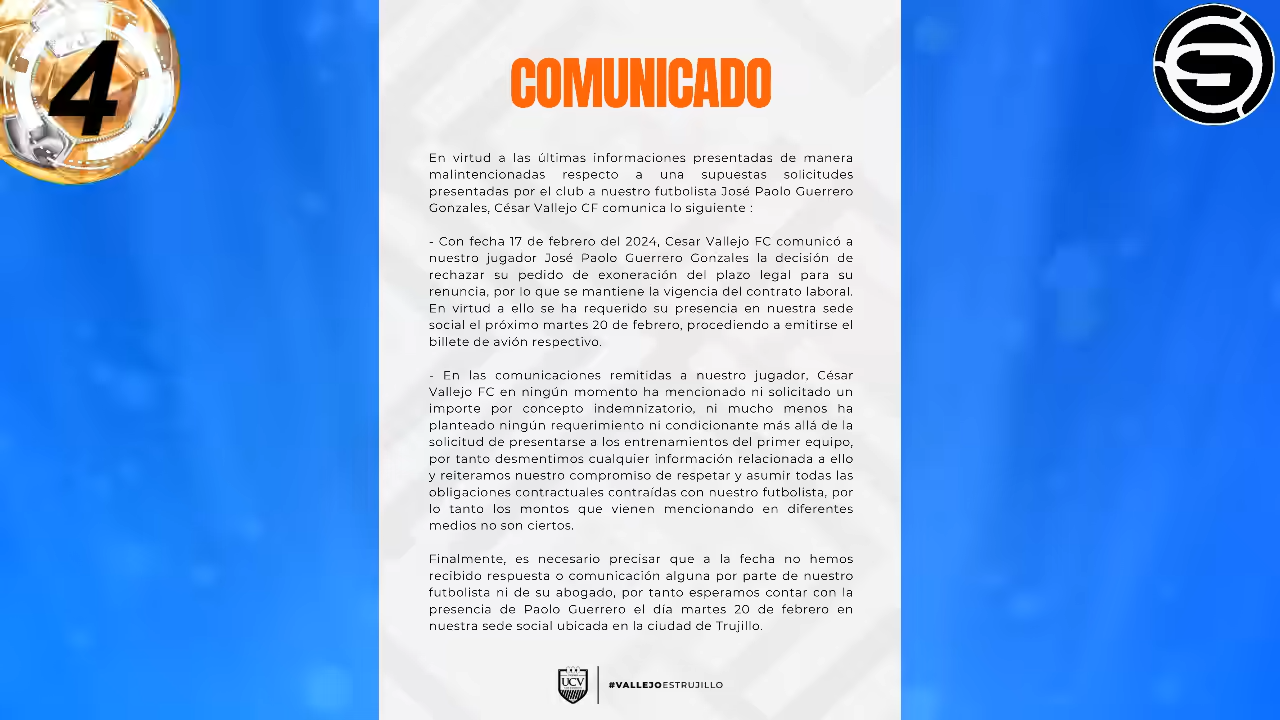 4
COMUNICADO
En virtud a las últimas informaciones presentadas de manera
malintencionadas respecto a una supuestas solicitudes
presentadas por el club a nuestro futbolista José Paolo Guerrero
Gonzales, César Vallejo CF comunica lo siguiente :
- Con fecha 17 de febrero del 2024, Cesar Vallejo FC comunicó a
nuestro jugador José Paolo Guerrero Gonzales la decisión de
rechazar su pedido de exoneración del plazo legal para su
renuncia, por lo que se mantiene la vigencia del contrato laboral.
En virtud a ello se ha requerido su presencia en nuestra sede
social el próximo martes 20 de febrero, procediendo a emitirse el
billete de avión respectivo.
- En las comunicaciones remitidas a nuestro jugador, César
Vallejo FC en ningún momento ha mencionado ni solicitado un
importe por concepto indemnizatorio, ni mucho menos ha
planteado ningún requerimiento ni condicionante más allá de la
solicitud de presentarse a los entrenamientos del primer equipo,
por tanto desmentimos cualquier información relacionada a ello
y reiteramos nuestro compromiso de respetar y asumir todas las
obligaciones contractuales contraídas con nuestro futbolista, por
lo tanto los montos que vienen mencionando en diferentes
medios no son ciertos.
Finalmente, es necesario precisar que a la fecha no hemos
recibido respuesta o comunicación alguna por parte de nuestro
futbolista ni de su abogado, por tanto esperamos contar con la
presencia de Paolo Guerrero el día martes 20 de febrero en
nuestra sede social ubicada en la ciudad de Trujillo.
UCV
#VALLEJOESTRUJILLO